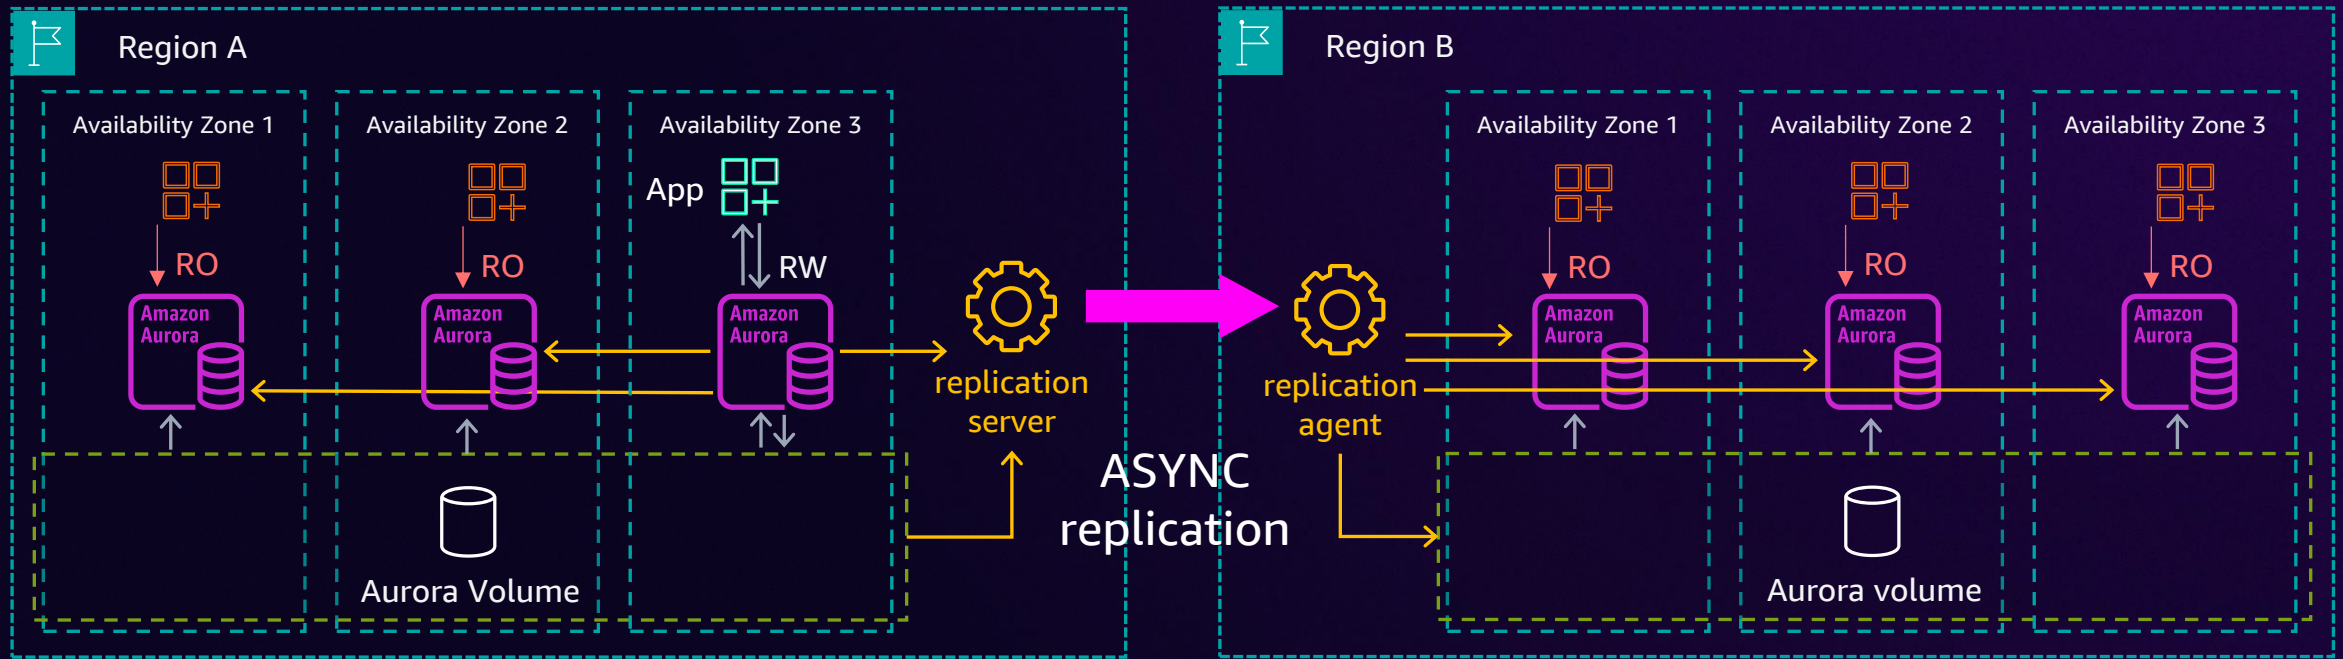 Region A
Availability Zone 1
Availability Zone 2
Availability Zone 3
App
RO
RO
RW
Amazon
Aurora
Amazon
Aurora
Amazon
Aurora
replication
server
Aurora Volume
ASYNC
replication
Region B
Availability Zone 1
Availability Zone 2
Availability Zone 3
RO
RO
RO
Amazon
Aurora
Amazon
Aurora
Amazon
Aurora
replication
agent
Aurora volume